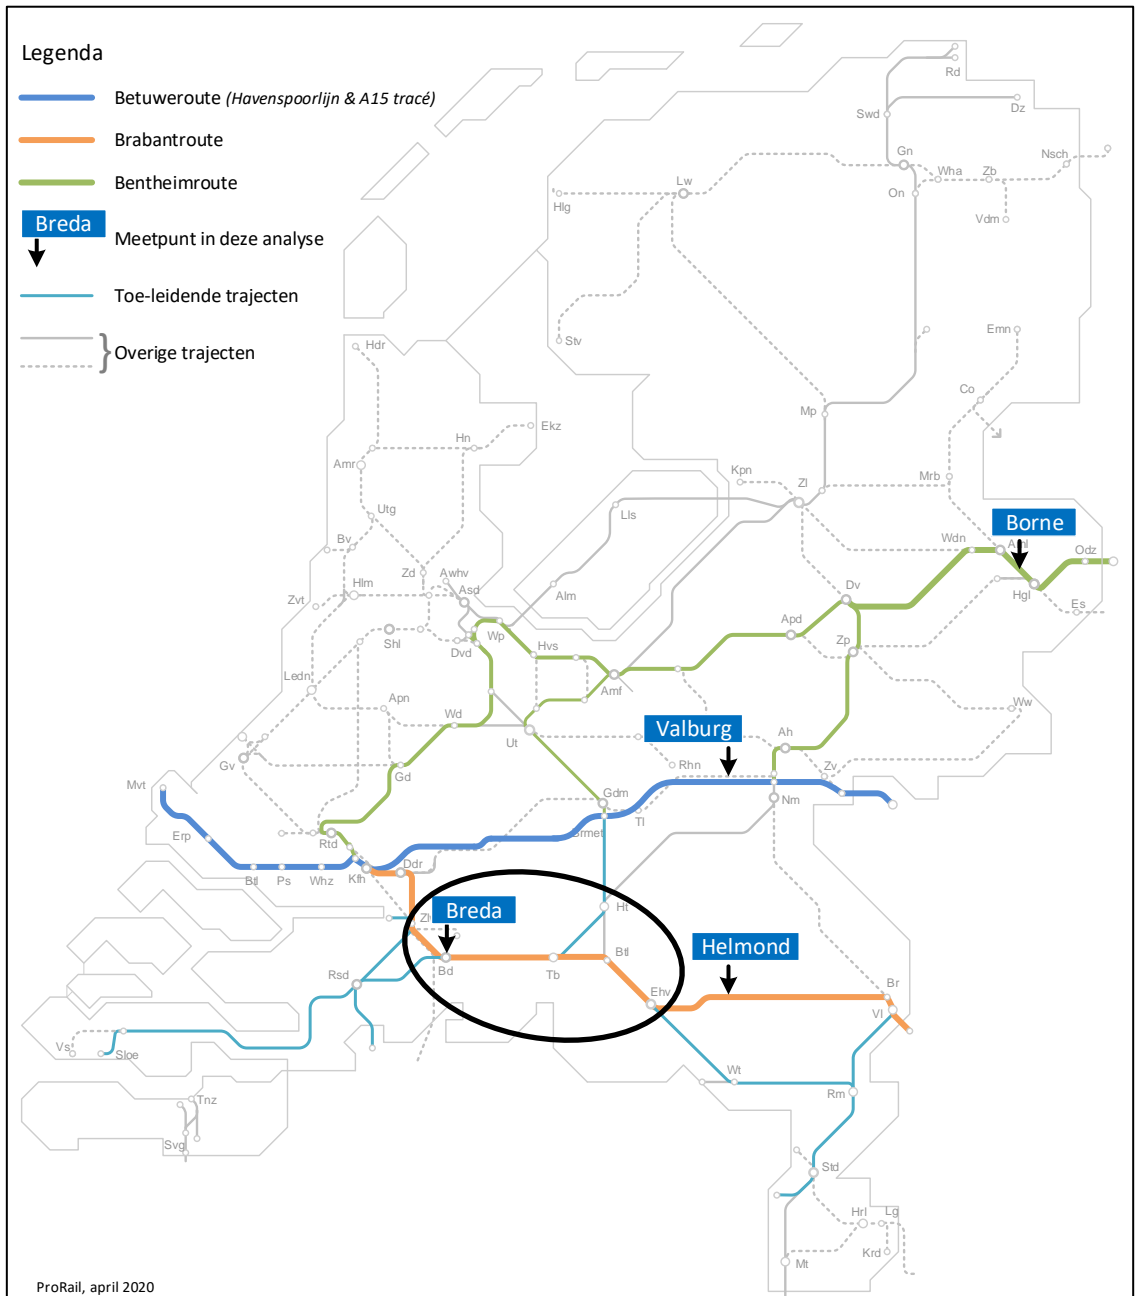 Legenda
Betuweroute (Havenspoorlijn & A15 tracé)
Brabantroute
Bentheimroute
Breda
Meetpunt in deze analyse
Toe-leidende trajecten
Overige trajecten
Rd
Dz
Swd
Gn
Nsch
Wha
Zb
Lw
On
Hlg
Vdm
Stv
Emn
Hdr
Co
Mp
Ekz
Hn
Amr
Kpn
Zl
Mrb
Lls
Utg
Borne
Bv
Wdn
Aml
Odz
Zd
Awhv
Asd
Hlm
Zvt
Alm
Dv
Hgl
Es
Apd
Wp
Shl
Dvd
Hvs
Zp
Ledn
Amf
Apn
Wd
Ww
Valburg
Ut
Ah
Gv
Gd
Rhn
Zv
Mvt
Gdm
Nm
Tl
Erp
Rtd
Grmet
Btl
Ps
Whz
Kfh
Ddr
Breda
Zlw
Ht
Helmond
Bd
Tb
Btl
Rsd
Ehv
Br
Vl
Vs
Sloe
Wt
Rm
Tnz
Svg
Std
Hrl
Lg
Krd
Mt
ProRail, april 2020